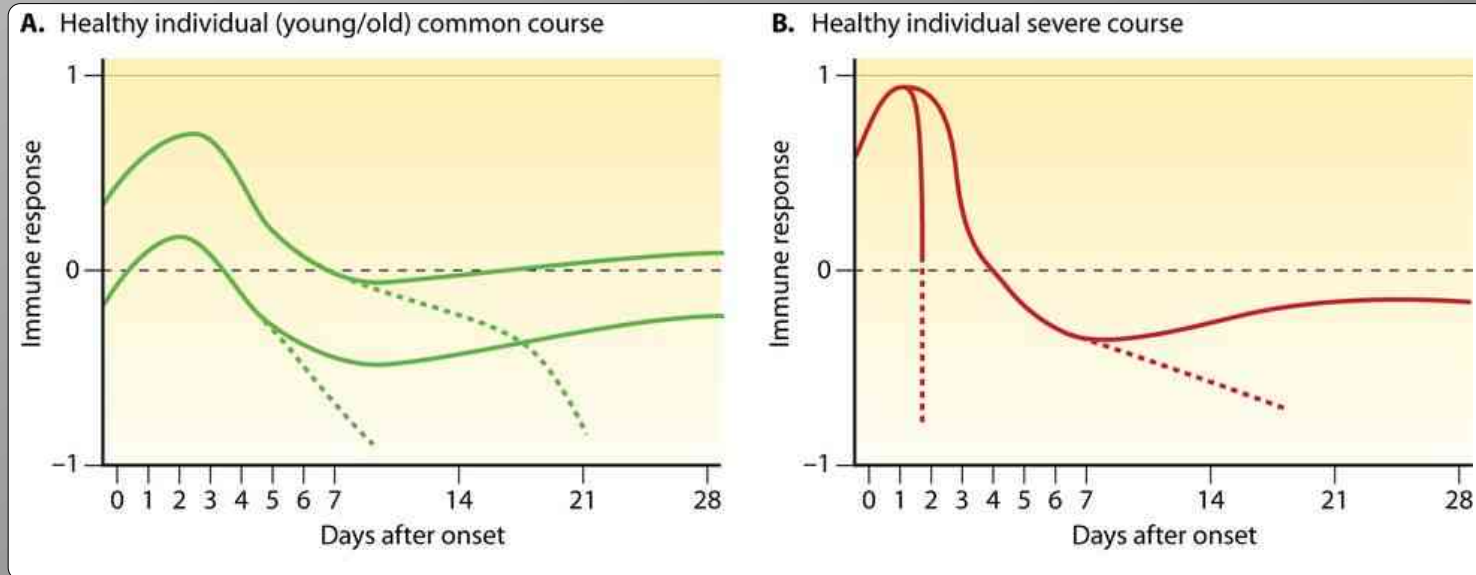 A. Healthy individual (young/old) common course
1
0
−1
Immune response
0 1 2 3 4 5 6 7 14 21 28
Days after onset
B. Healthy individual severe course
1
0
−1
Immune response
0 1 2 3 4 5 6 7 14 21 28
Days after onset